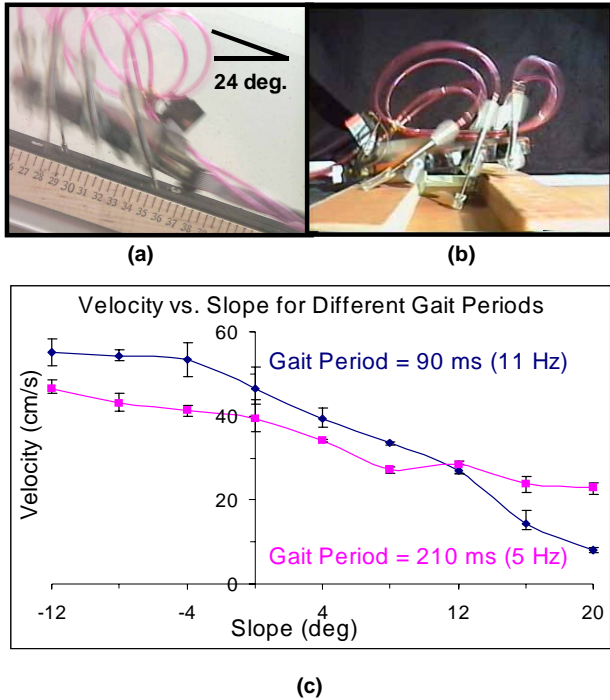 24 deg.
27 28 29 30 31 32 33 34 35 36 37 38
(a)
(b)
Velocity vs. Slope for Different Gait Periods
Velocity (cm/s)
60
40
20
0
Gait Period = 90 ms (11 Hz)
Gait Period = 210 ms (5 Hz)
-12
-4
4
12
20
Slope (deg)
(c)